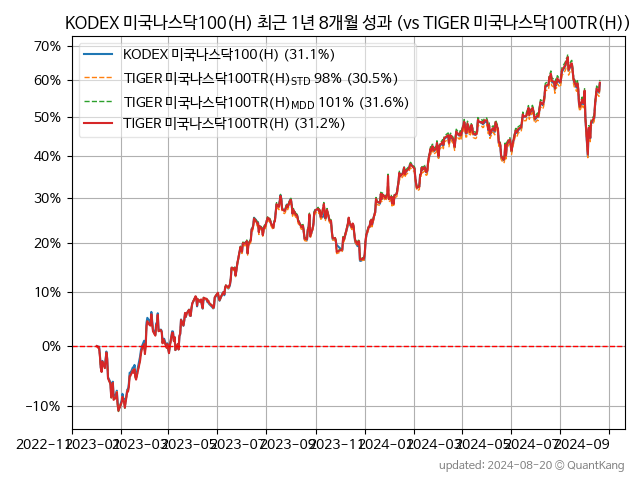 KODEX 미국나스닥100(H) 최근 1년 8개월 성과 (vs TIGER 미국나스닥100TR(H))
70%
60%
50%
40%
30%
20%
10%
0%
−10%
KODEX 미국나스닥100(H) (31.1%)
TIGER 미국나스닥100TR(H)STD 98% (30.5%)
TIGER 미국나스닥100TR(H)MDD 101% (31.6%)
TIGER 미국나스닥100TR(H) (31.2%)
2022-11 2023-01 2023-03 2023-05 2023-07 2023-09 2023-11 2024-01 2024-03 2024-05 2024-07 2024-09
updated: 2024-08-20 © QuantKang